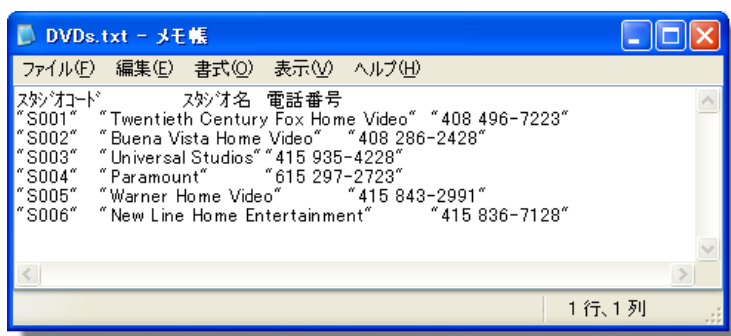 DVDs.txt - メモ帳
ファイル(F) 編集(E) 書式(O) 表示(V) ヘルプ(H)
ｽﾀｼﾞｵｺｰﾄﾞ ｽﾀｼﾞｵ名 電話番号
"S001" "Twentieth Century Fox Home Video" "408 496-7223"
"S002" "Buena Vista Home Video" "408 286-2428"
"S003" "Universal Studios" "415 935-4228"
"S004" "Paramount" "615 297-2723"
"S005" "Warner Home Video" "415 843-2991"
"S006" "New Line Home Entertainment" "415 836-7128"
1 行、1 列